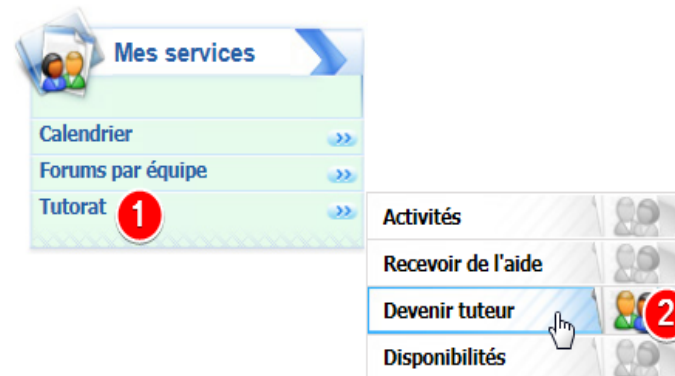 Mes services
Calendrier
Forums par équipe
Tutorat 1
Activités
Recevoir de l'aide
Devenir tuteur 2
Disponibilités